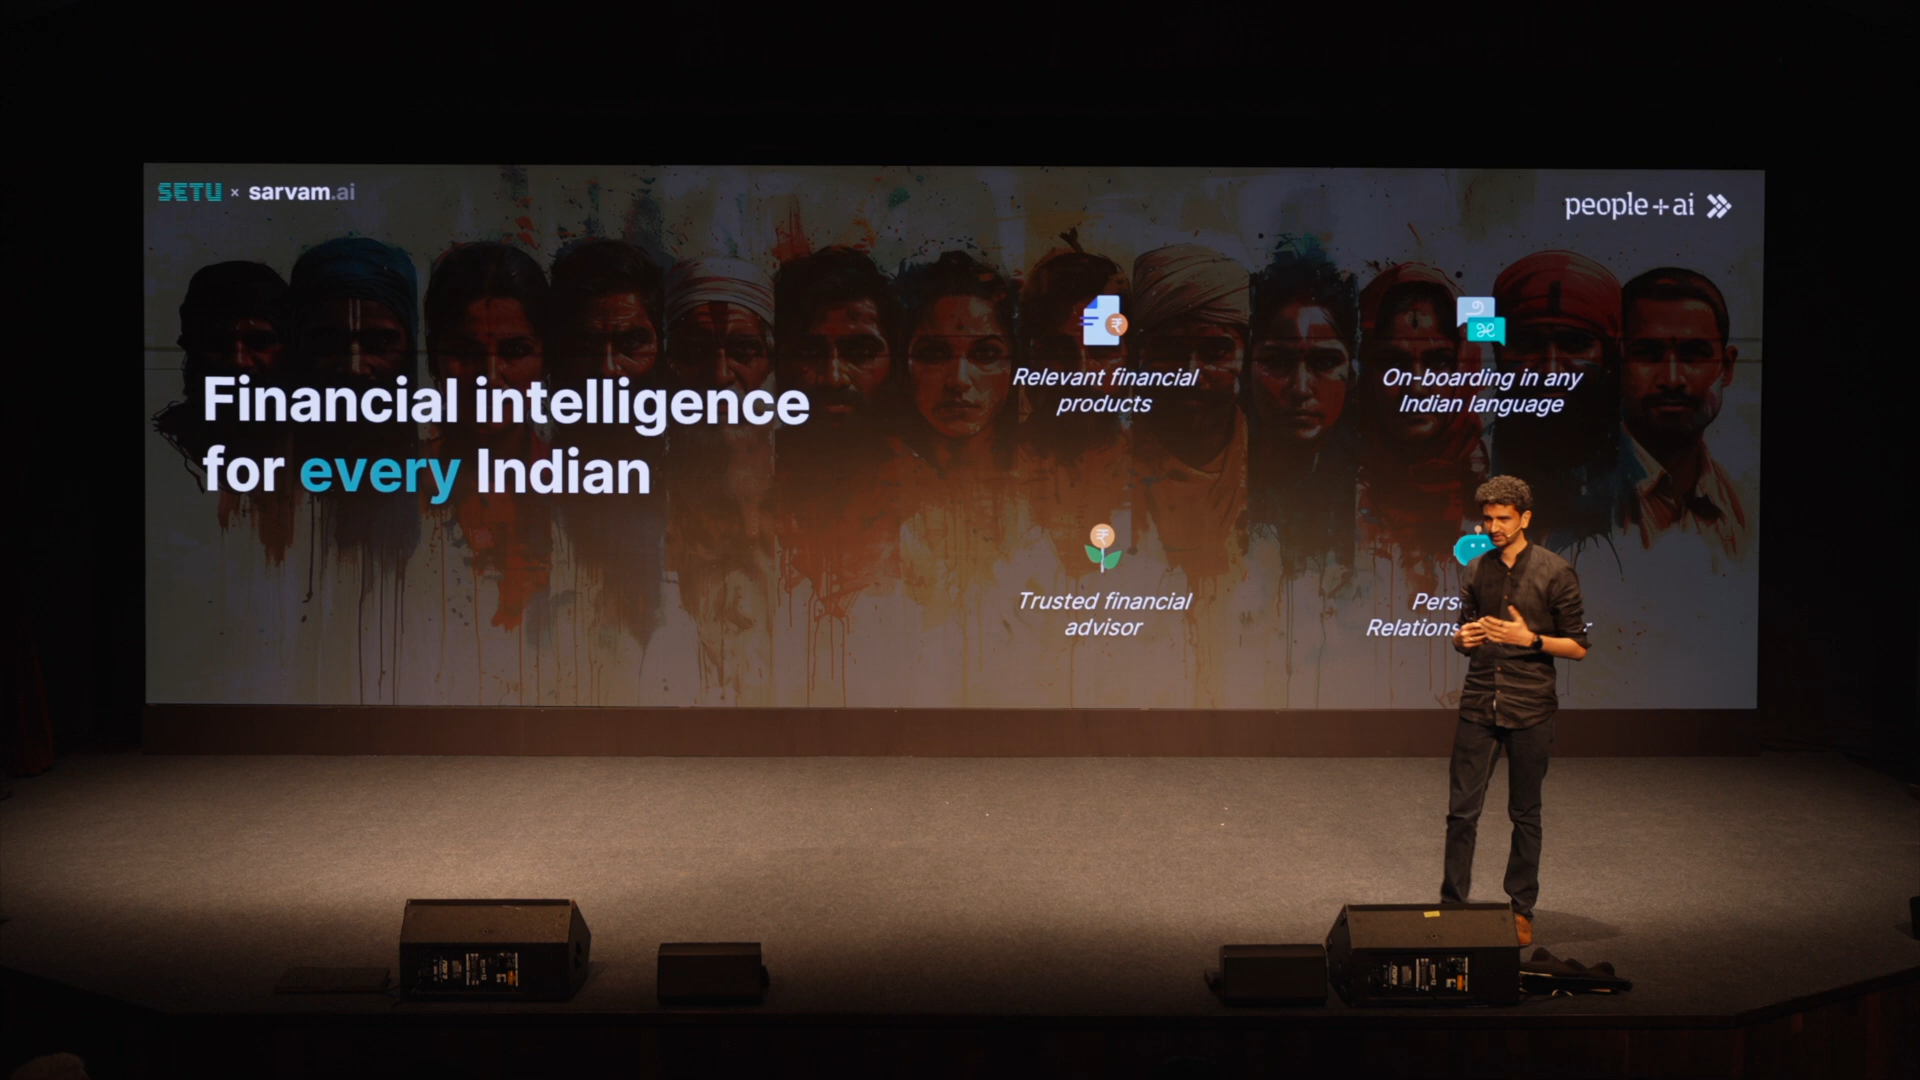 SETU × sarvam.ai
people+ai
Financial intelligence
for every Indian
Relevant financial
products
On-boarding in any
Indian language
Trusted financial
advisor